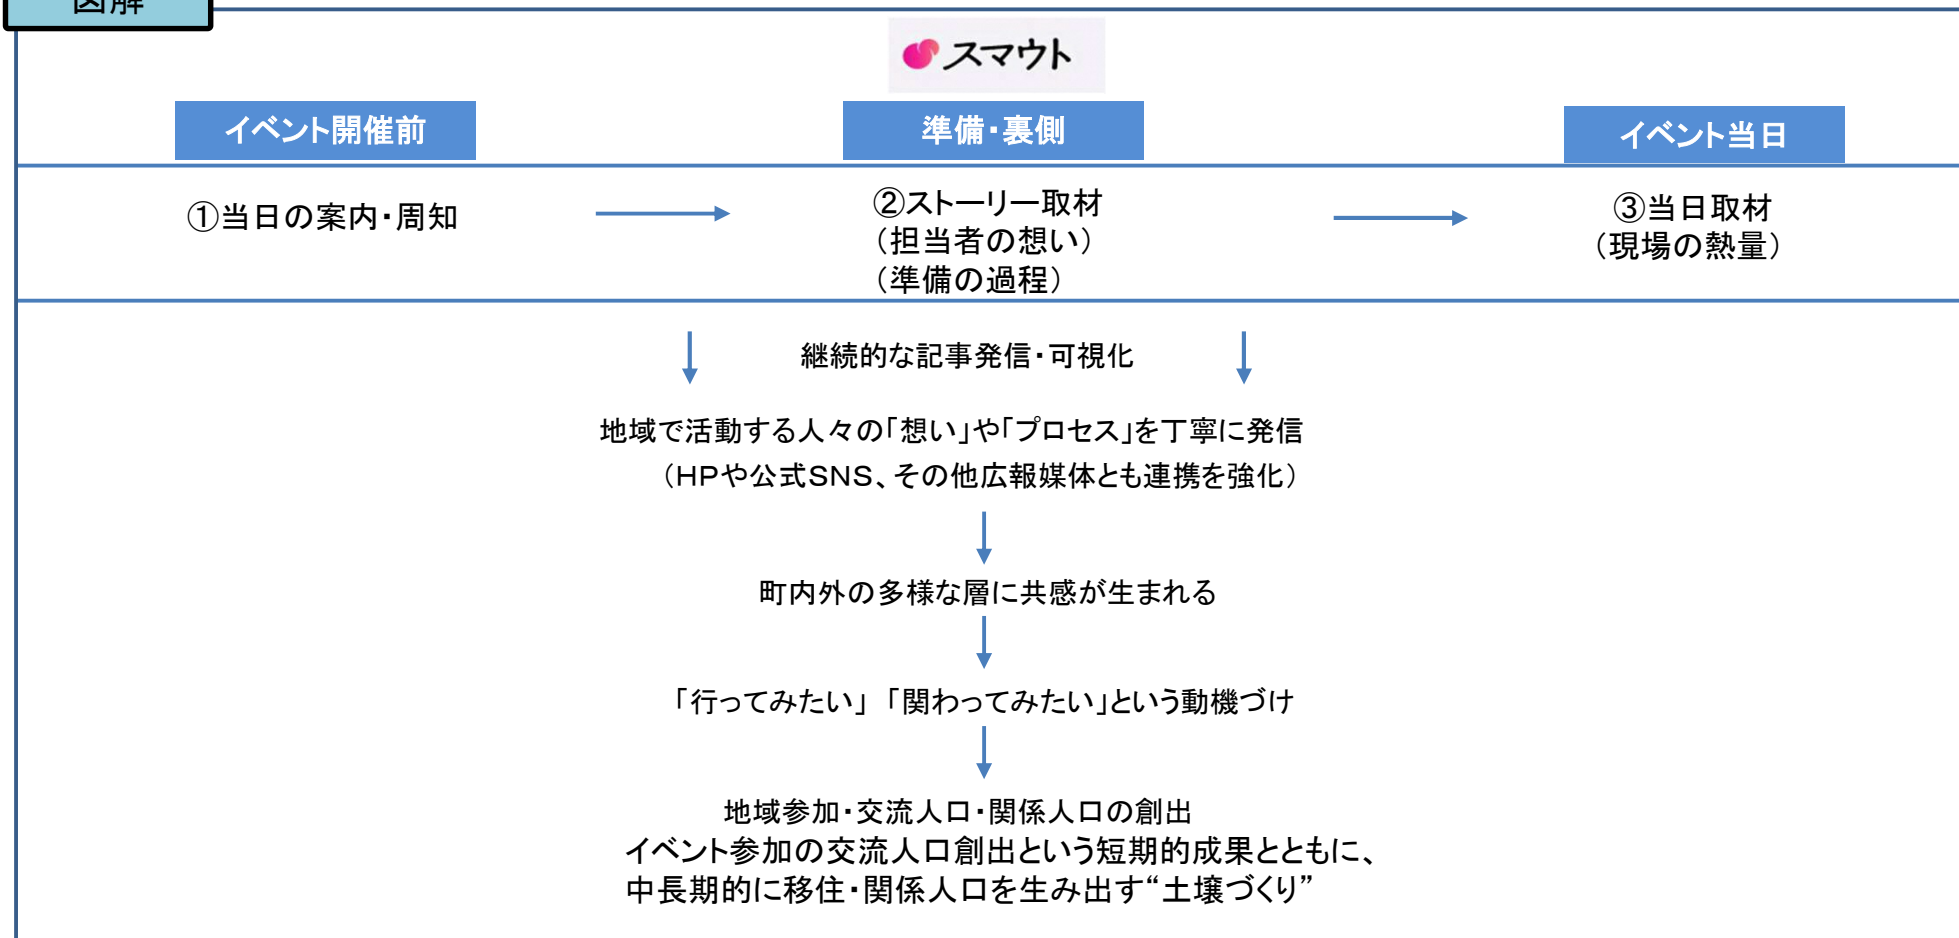 図解
スマウト
イベント開催前
準備・裏側
イベント当日
①当日の案内・周知
②ストーリー取材
（担当者の想い）
（準備の過程）
③当日取材
（現場の熱量）
継続的な記事発信・可視化
地域で活動する人々の「想い」や「プロセス」を丁寧に発信
（HPや公式SNS、その他広報媒体とも連携を強化）
町内外の多様な層に共感が生まれる
「行ってみたい」「関わってみたい」という動機づけ
地域参加・交流人口・関係人口の創出
イベント参加の交流人口創出という短期的成果とともに、
中長期的に移住・関係人口を生み出す“土壌づくり”